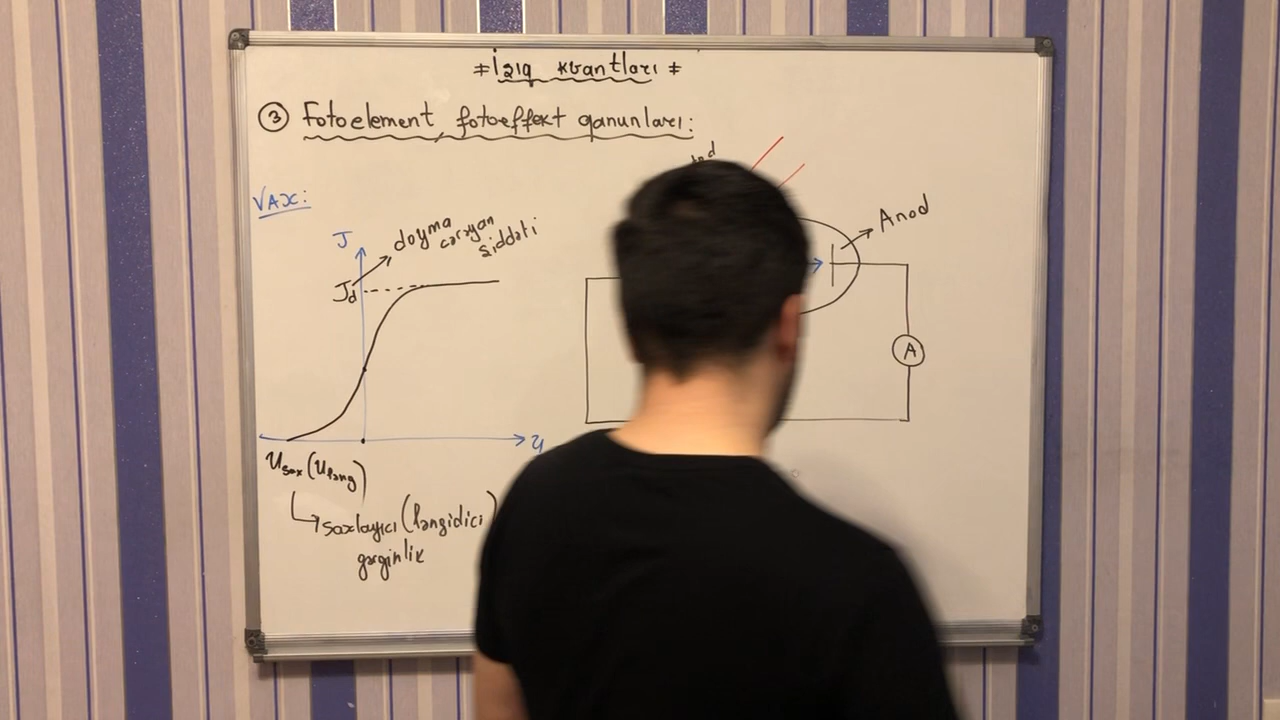 ≠ İşıq kvantları ≠
③ Fotoelement, fotoeffekt qanunları:
VAX:
J
doyma
cərəyan
şiddəti
Jd
U
Usax (Uləng)
saxlayıcı (ləngidici)
gərginlik
Anod
A